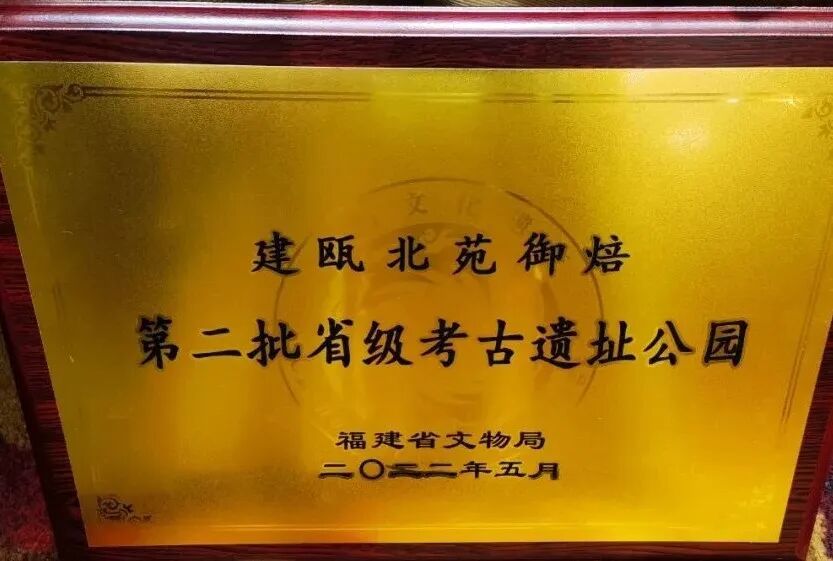 建瓯北苑御焙
第二批省级考古遗址公园
福建省文物局
二〇二二年五月